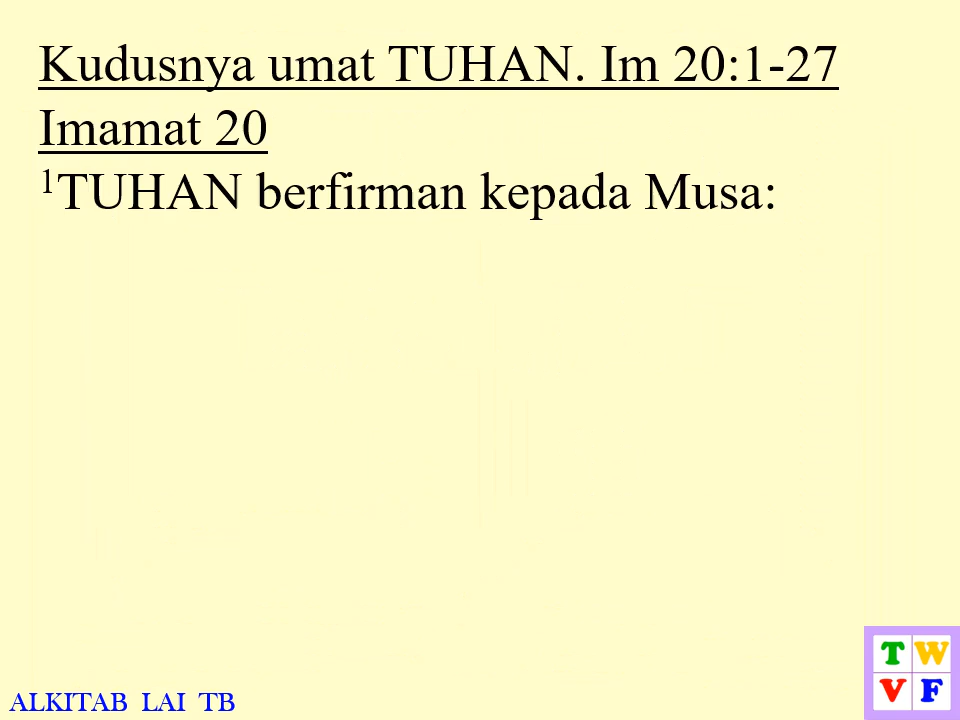 Kudusnya umat TUHAN. Im 20:1-27
Imamat 20
¹TUHAN berfirman kepada Musa:
ALKITAB LAI TB
T W
V F